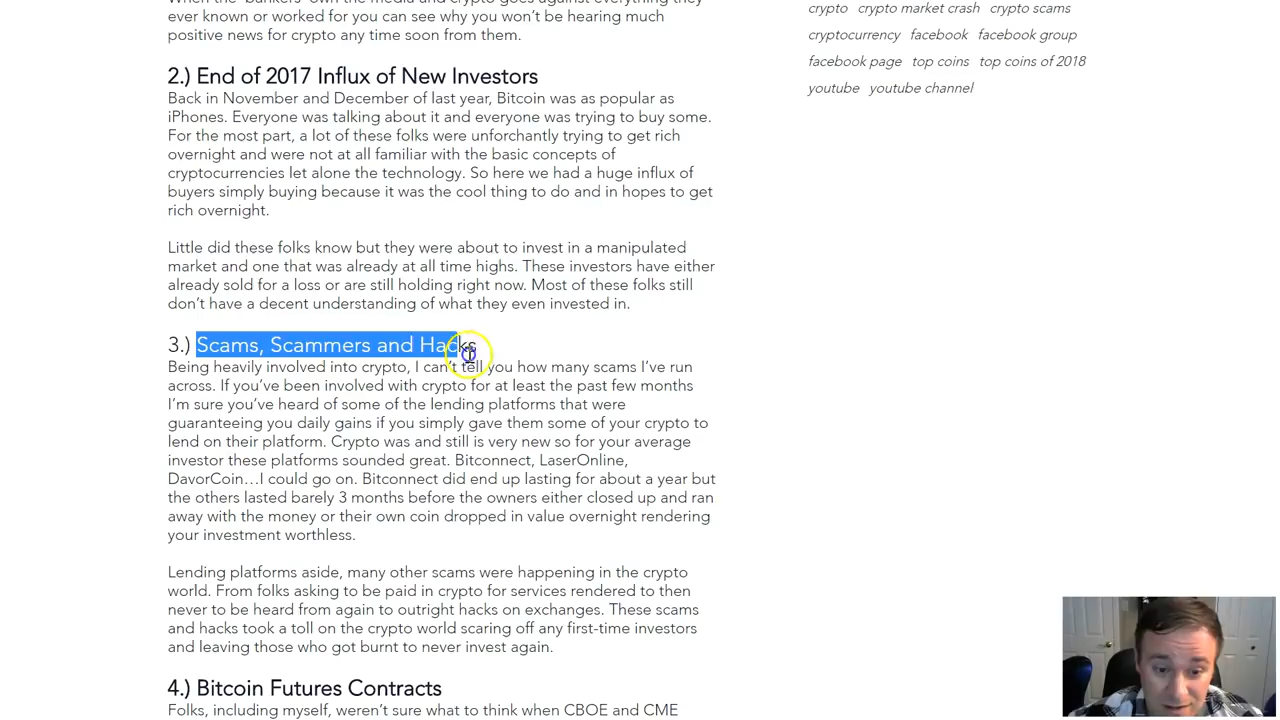 When the "bankers" own the media and crypto goes against everything they
ever known or worked for you can see why you won't be hearing much
positive news for crypto any time soon from them.
2.) End of 2017 Influx of New Investors
Back in November and December of last year, Bitcoin was as popular as
iPhones. Everyone was talking about it and everyone was trying to buy some.
For the most part, a lot of these folks were unforchantly trying to get rich
overnight and were not at all familiar with the basic concepts of
cryptocurrencies let alone the technology. So here we had a huge influx of
buyers simply buying because it was the cool thing to do and in hopes to get
rich overnight.
Little did these folks know but they were about to invest in a manipulated
market and one that was already at all time highs. These investors have either
already sold for a loss or are still holding right now. Most of these folks still
don't have a decent understanding of what they even invested in.
3.) Scams, Scammers and Hacks
Being heavily involved into crypto, I can't tell you how many scams I've run
across. If you've been involved with crypto for at least the past few months
I'm sure you've heard of some of the lending platforms that were
guaranteeing you daily gains if you simply gave them some of your crypto to
lend on their platform. Crypto was and still is very new so for your average
investor these platforms sounded great. Bitconnect, LaserOnline,
DavorCoin...I could go on. Bitconnect did end up lasting for about a year but
the others lasted barely 3 months before the owners either closed up and ran
away with the money or their own coin dropped in value overnight rendering
your investment worthless.
Lending platforms aside, many other scams were happening in the crypto
world. From folks asking to be paid in crypto for services rendered to then
never to be heard from again to outright hacks on exchanges. These scams
and hacks took a toll on the crypto world scaring off any first-time investors
and leaving those who got burnt to never invest again.
4.) Bitcoin Futures Contracts
Folks, including myself, weren't sure what to think when CBOE and CME
crypto crypto market crash crypto scams
cryptocurrency facebook facebook group
facebook page top coins top coins of 2018
youtube youtube channel